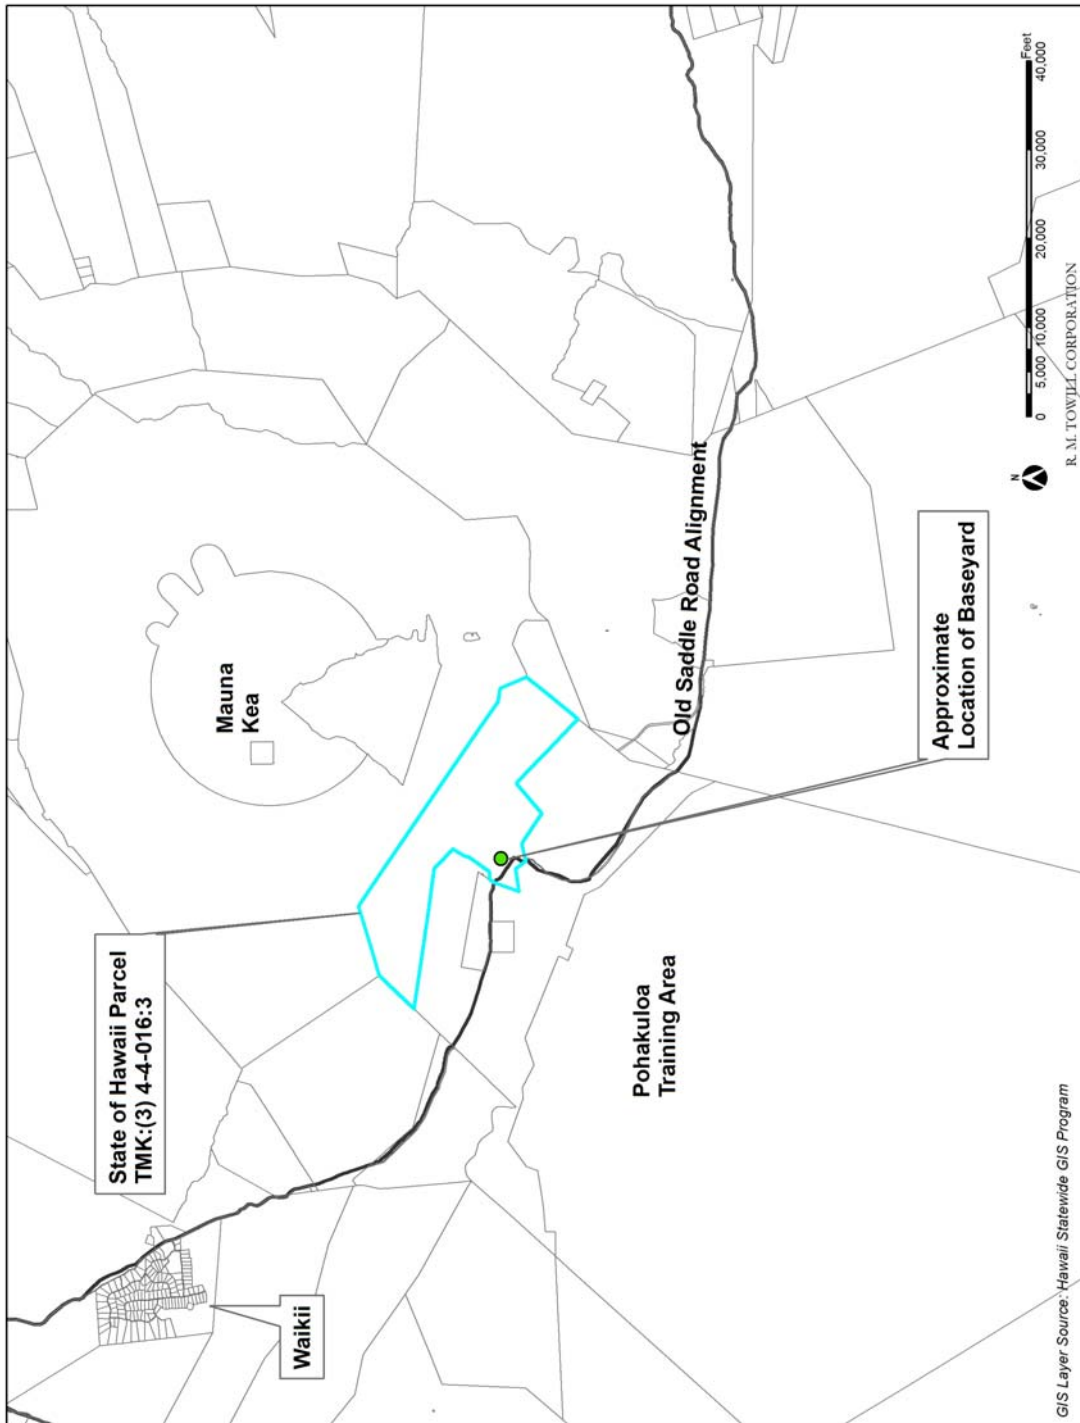 State of Hawaii Parcel
TMK:(3) 4-4-016:3
Mauna
Kea
Waikii
Old Saddle Road Alignment
Pohakuloa
Training Area
Approximate
Location of Baseyard
N
0 5,000 10,000 20,000 30,000 40,000
Feet
GIS Layer Source: Hawaii Statewide GIS Program
R. M. TOWILL CORPORATION